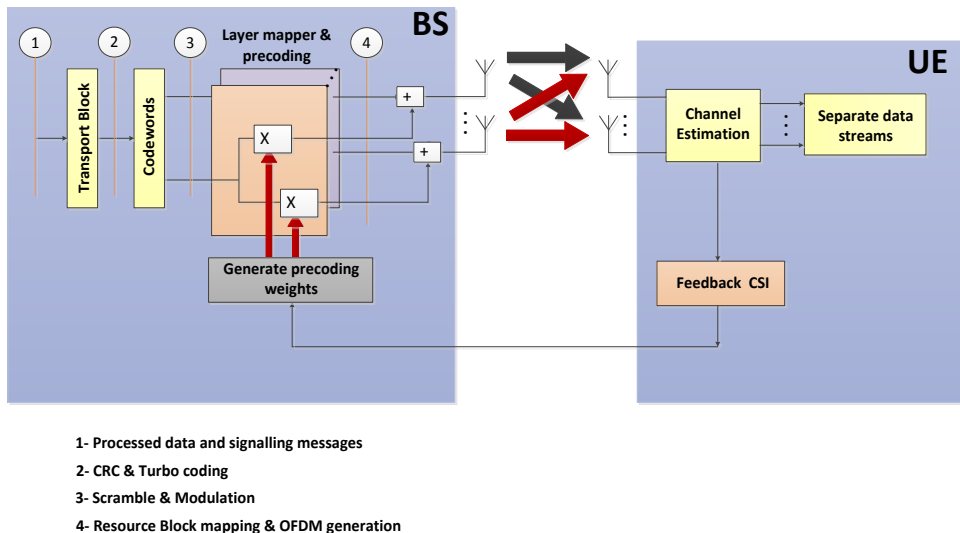 BS
UE
1
2
3
4
Layer mapper &
precoding
Transport Block
Codewords
X
X
+
+
Generate precoding
weights
Channel
Estimation
Separate data
streams
Feedback CSI
1- Processed data and signalling messages
2- CRC & Turbo coding
3- Scramble & Modulation
4- Resource Block mapping & OFDM generation